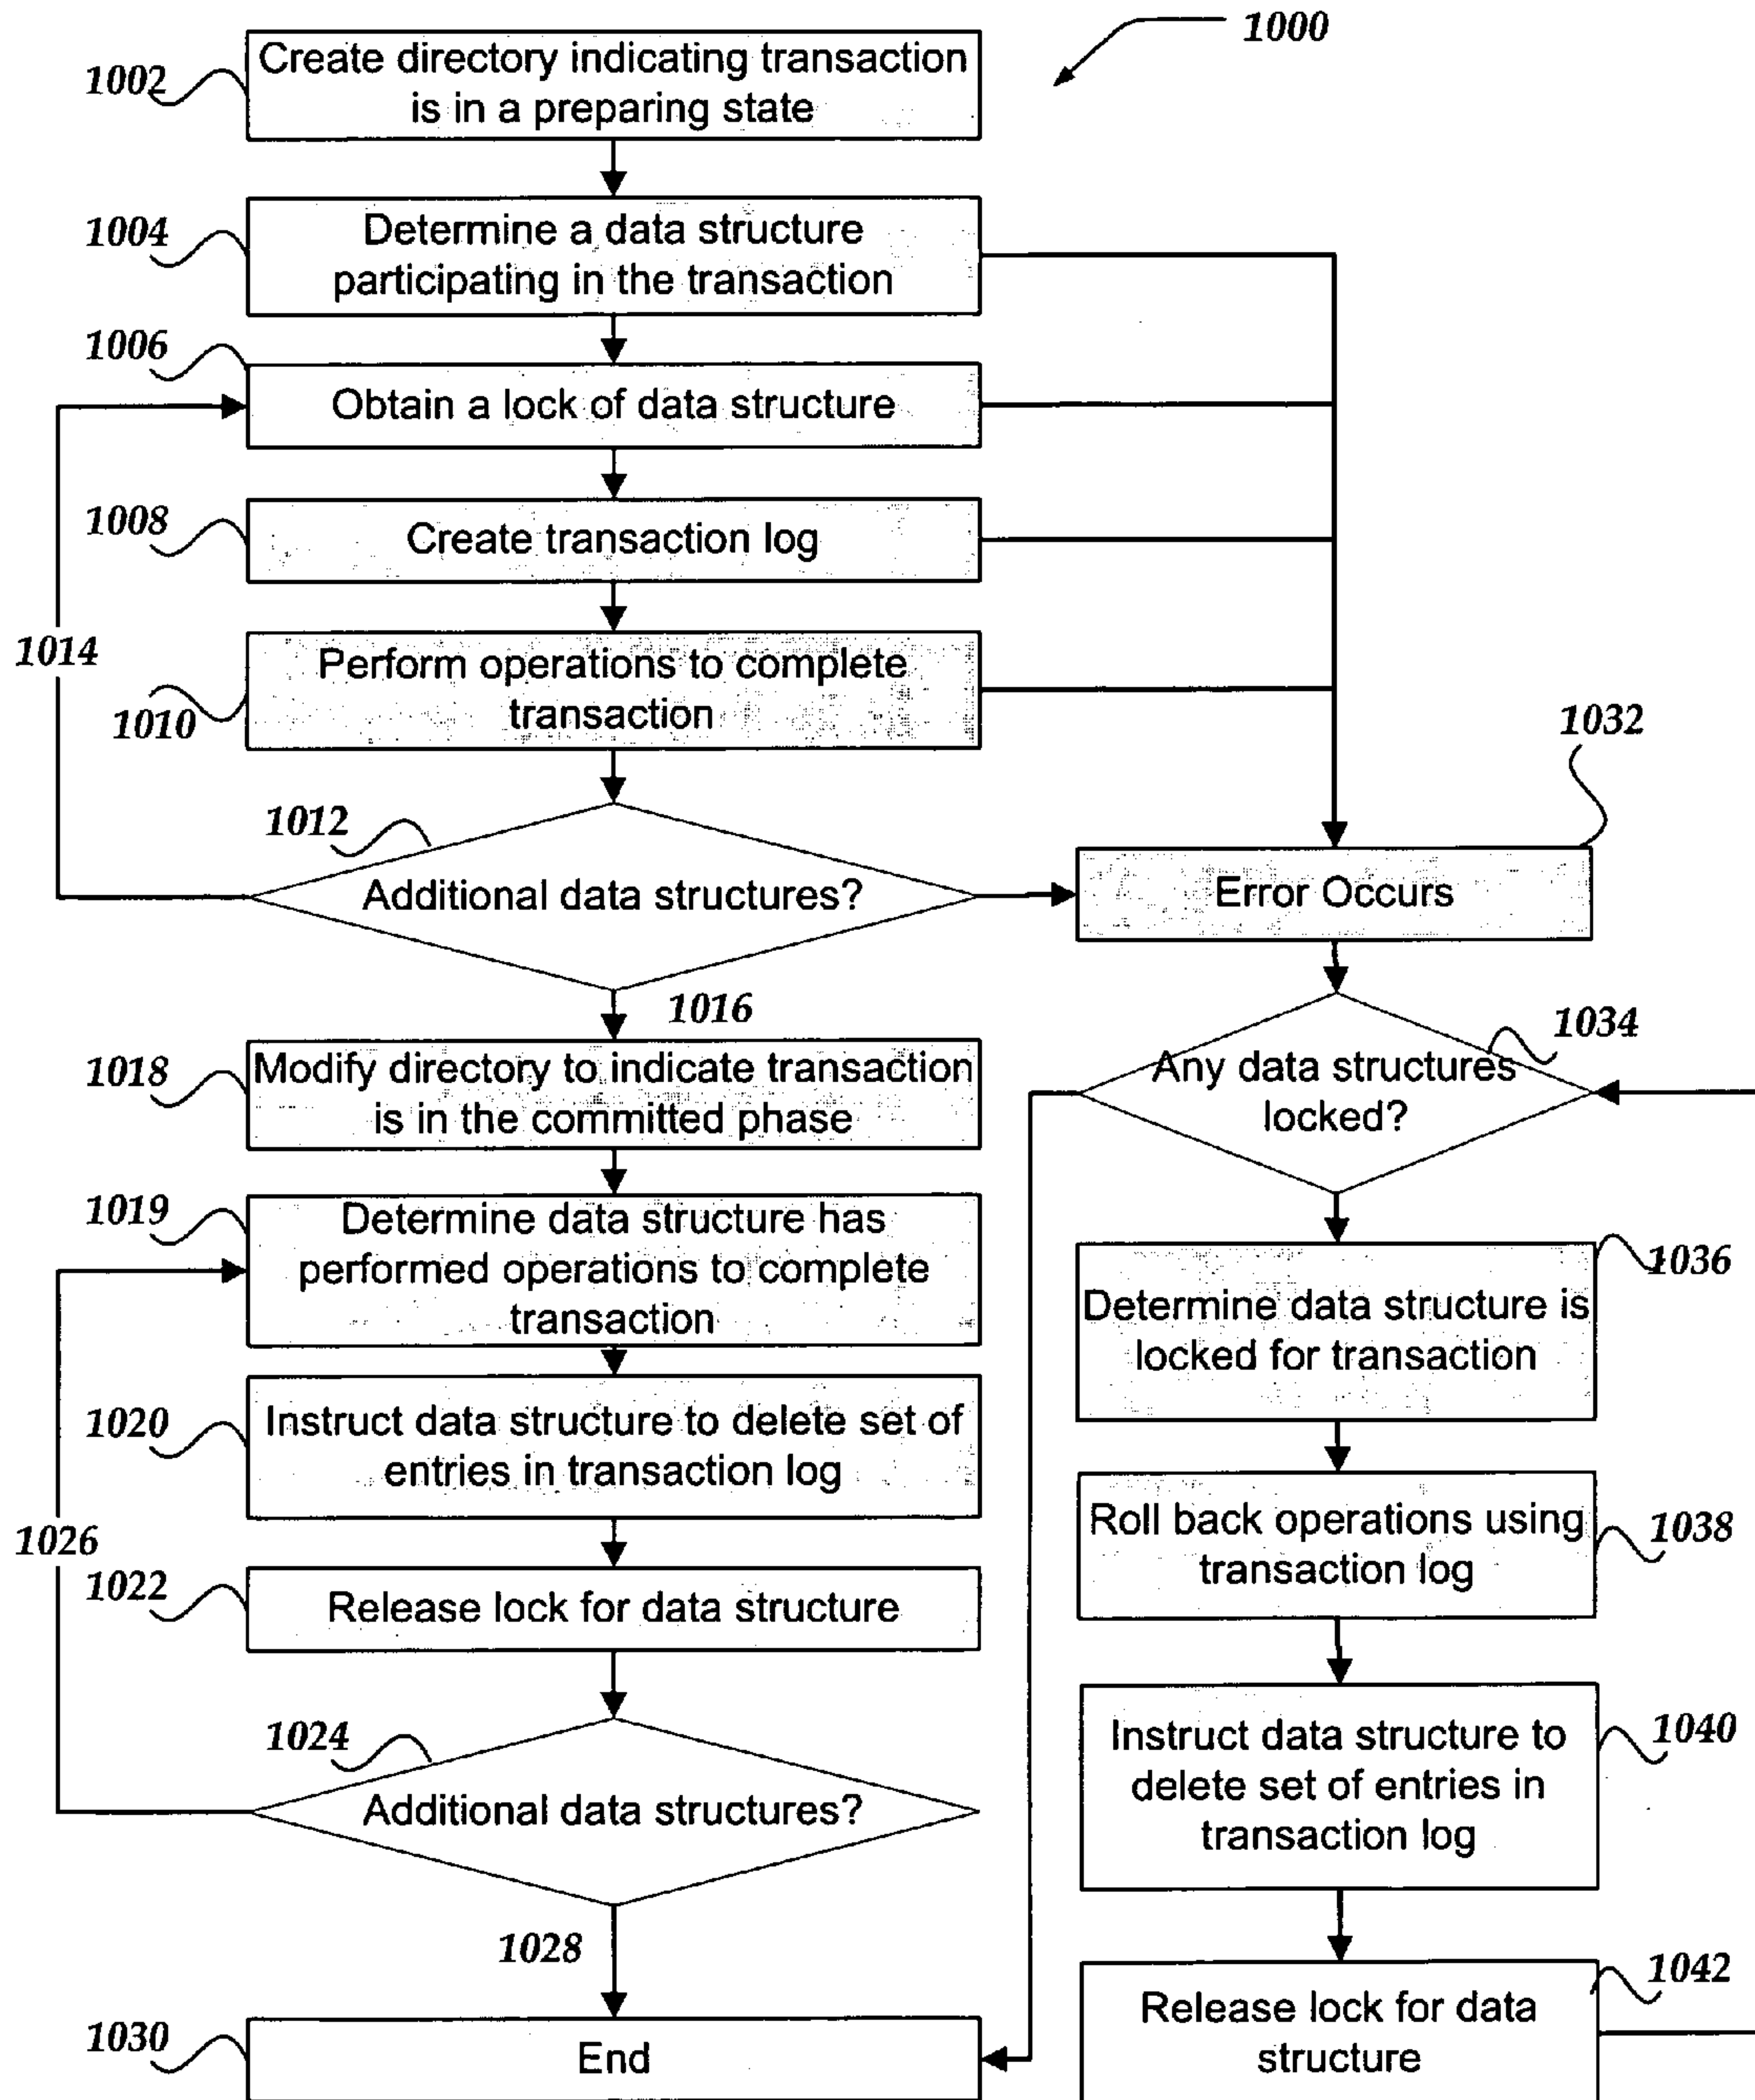 1000
1002
Create directory indicating transaction
is in a preparing state
1004
Determine a data structure
participating in the transaction
1006
Obtain a lock of data structure
1008
Create transaction log
1014
1010
Perform operations to complete
transaction
1032
1012
Additional data structures?
Error Occurs
1016
1034
Any data structures
locked?
1018
Modify directory to indicate transaction
is in the committed phase
1019
Determine data structure has
performed operations to complete
transaction
1036
Determine data structure is
locked for transaction
1020
Instruct data structure to delete set of
entries in transaction log
1026
1038
Roll back operations using
transaction log
1022
Release lock for data structure
1024
Additional data structures?
1040
Instruct data structure to
delete set of entries in
transaction log
1028
1042
Release lock for data
structure
1030
End